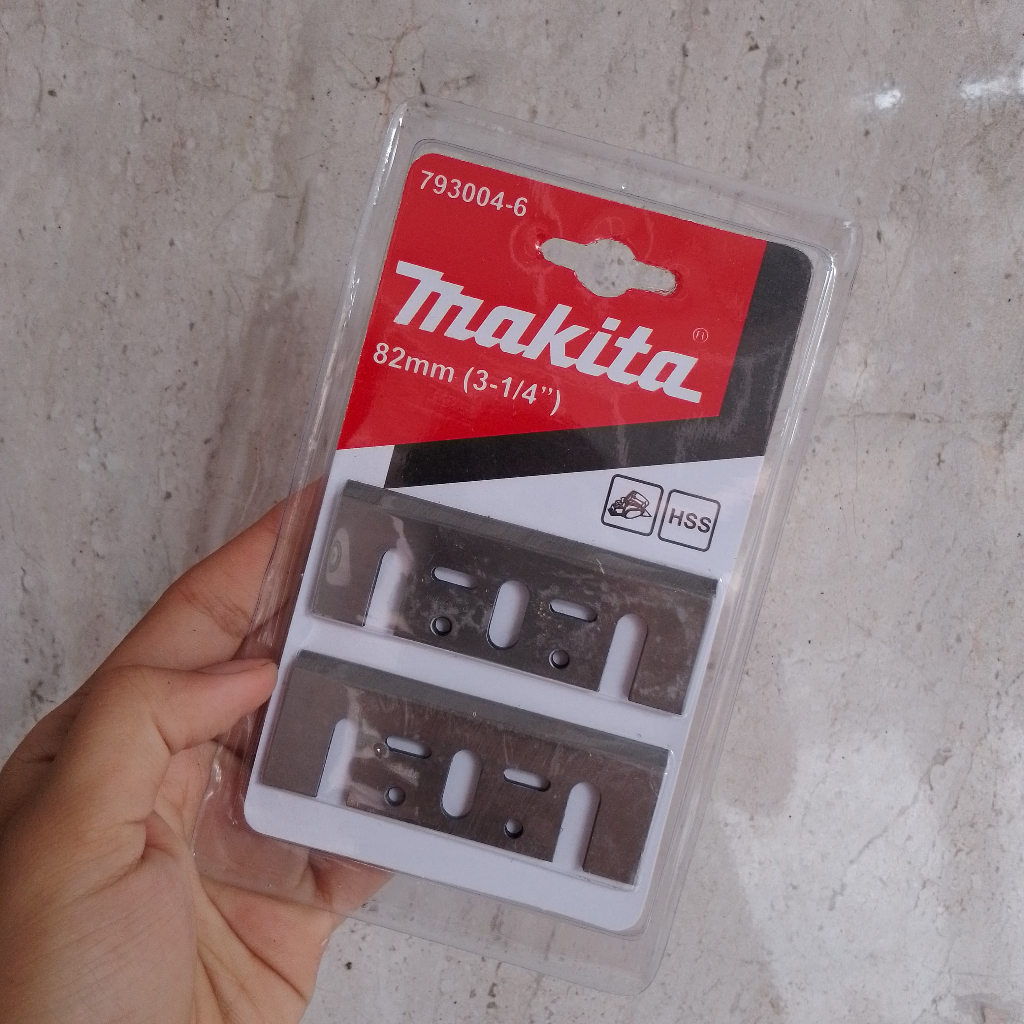 793004-6
makita ®
82mm (3-1/4")
HSS